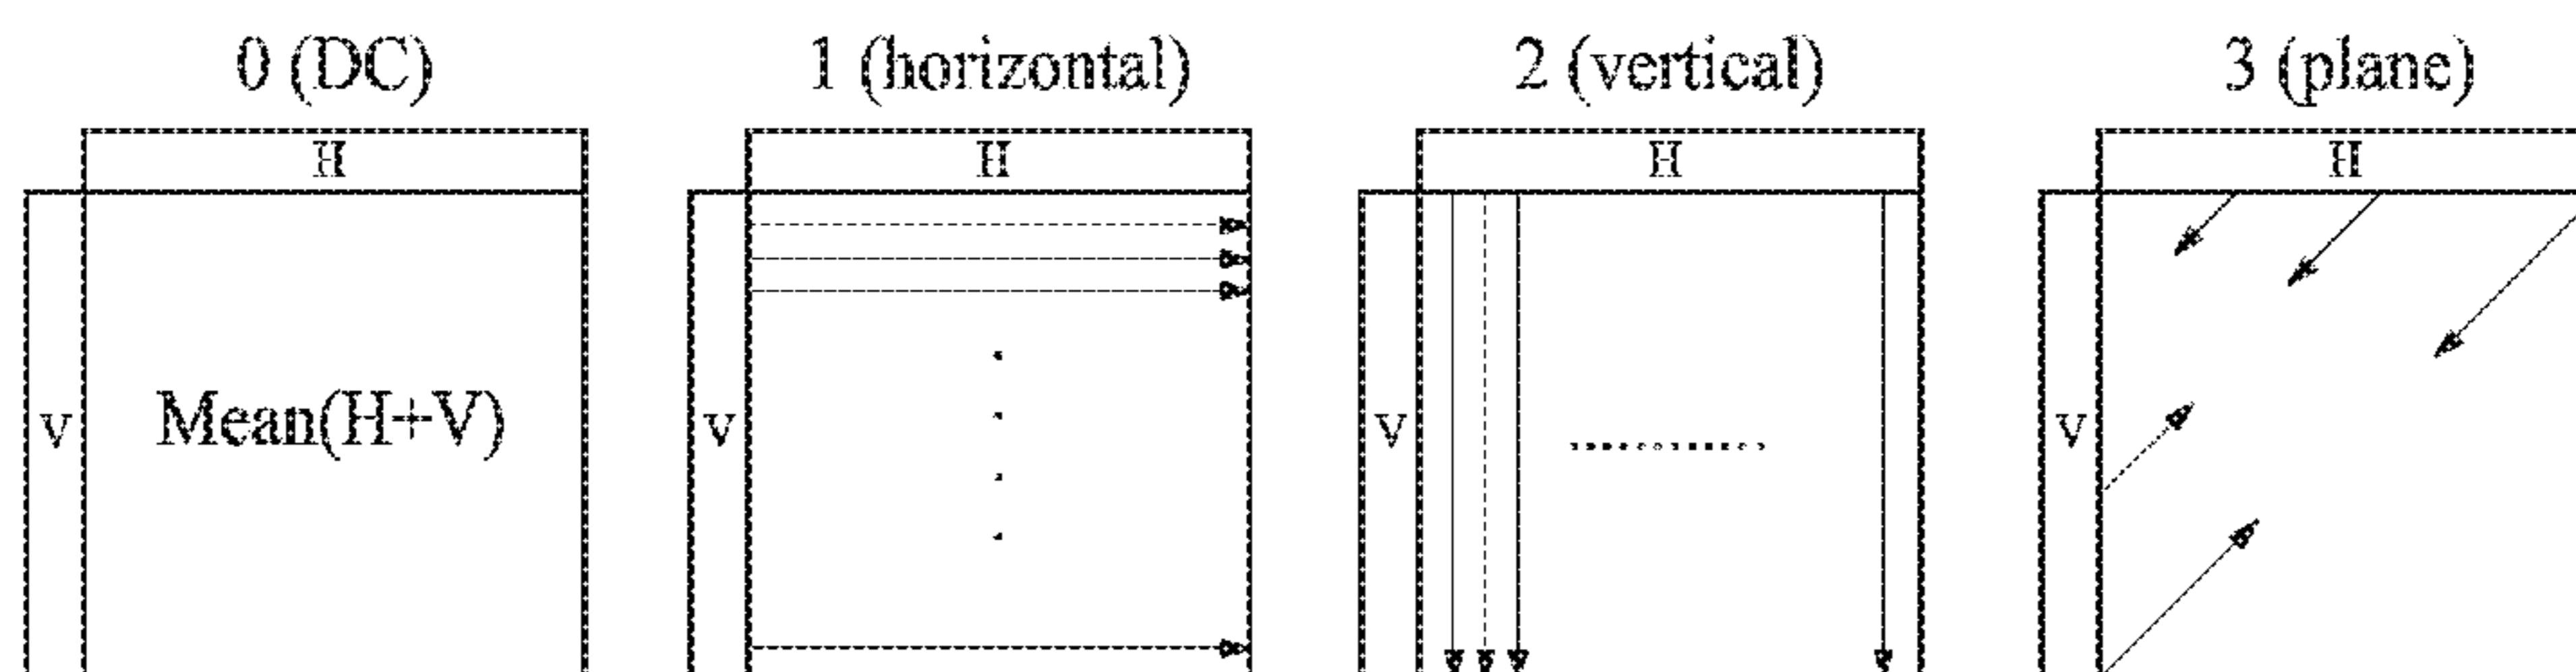 0 (DC) 1 (horizontal) 2 (vertical) 3 (plane)
H H H H
V Mean(H+V) V V V